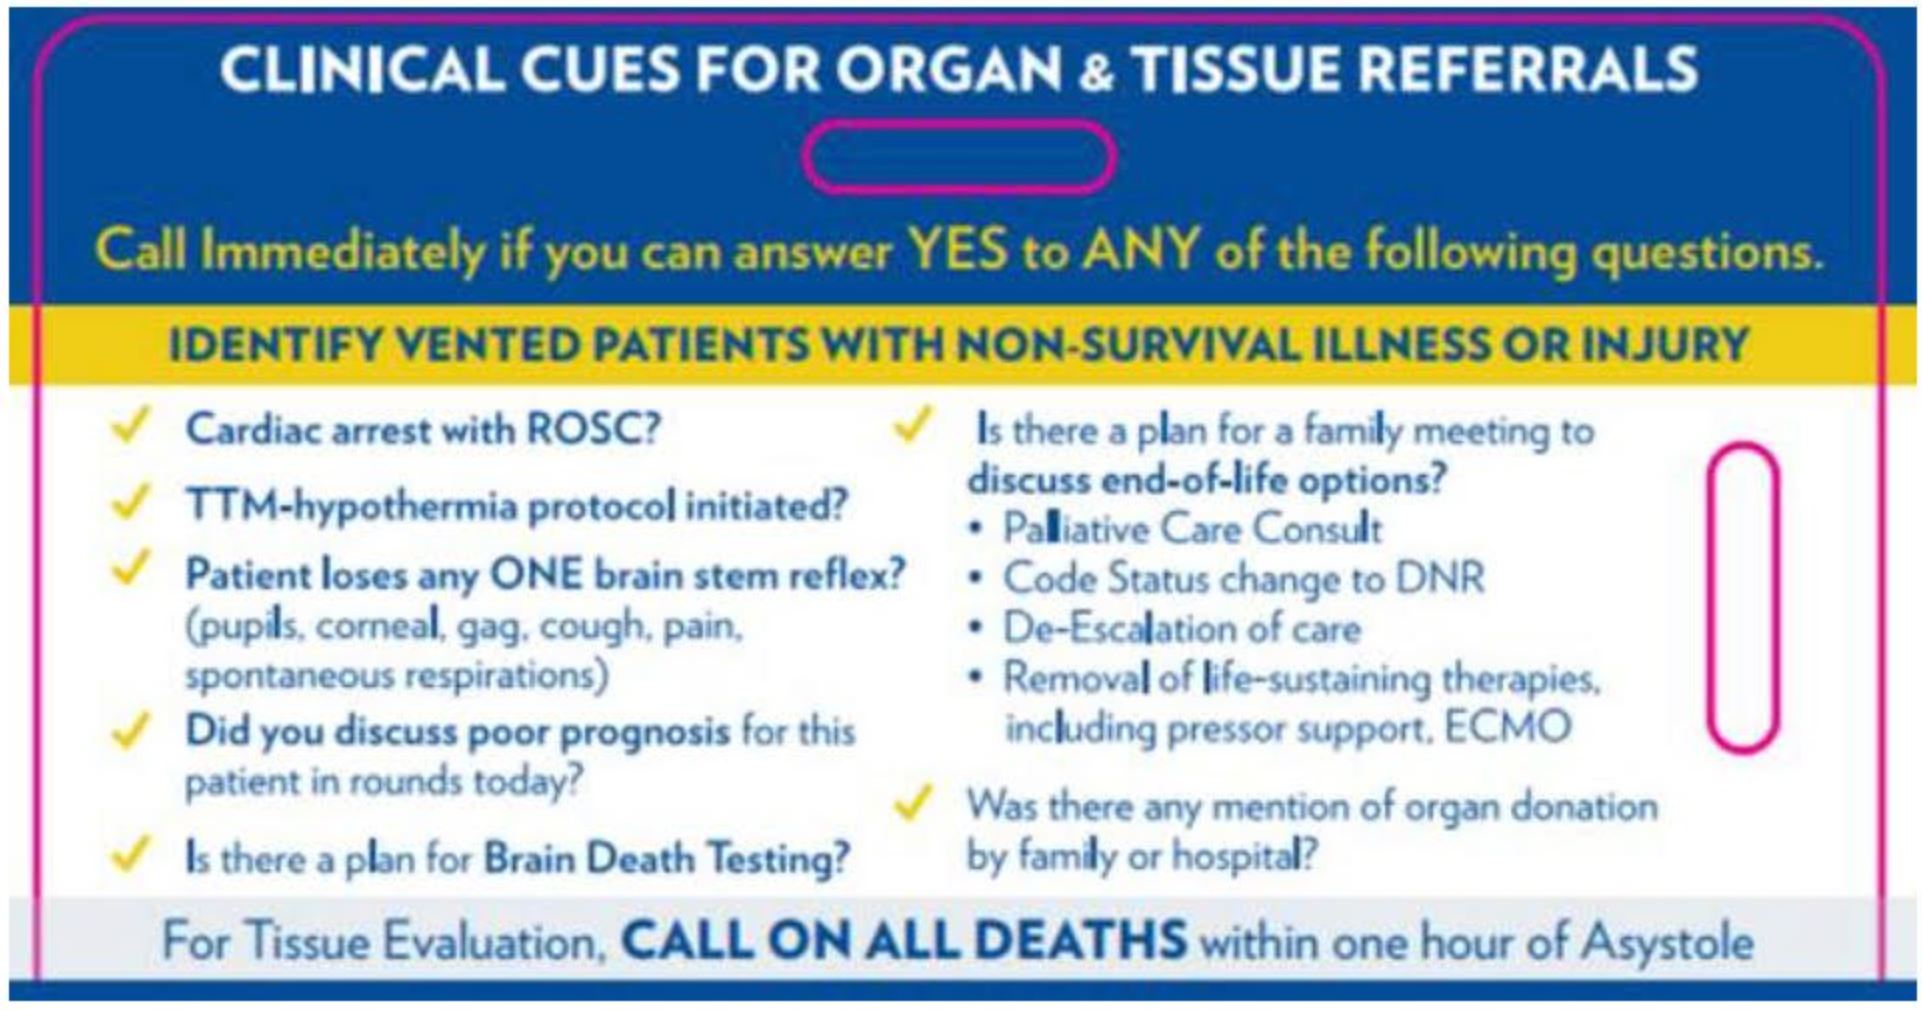 CLINICAL CUES FOR ORGAN & TISSUE REFERRALS
Call Immediately if you can answer YES to ANY of the following questions.
IDENTIFY VENTED PATIENTS WITH NON-SURVIVAL ILLNESS OR INJURY
Cardiac arrest with ROSC?
TTM-hypothermia protocol initiated?
Patient loses any ONE brain stem reflex?
(pupils, corneal, gag, cough, pain,
spontaneous respirations)
Did you discuss poor prognosis for this
patient in rounds today?
Is there a plan for Brain Death Testing?
Is there a plan for a family meeting to
discuss end-of-life options?
• Palliative Care Consult
• Code Status change to DNR
• De-Escalation of care
• Removal of life-sustaining therapies,
including pressor support, ECMO
Was there any mention of organ donation
by family or hospital?
For Tissue Evaluation, CALL ON ALL DEATHS within one hour of Asystole